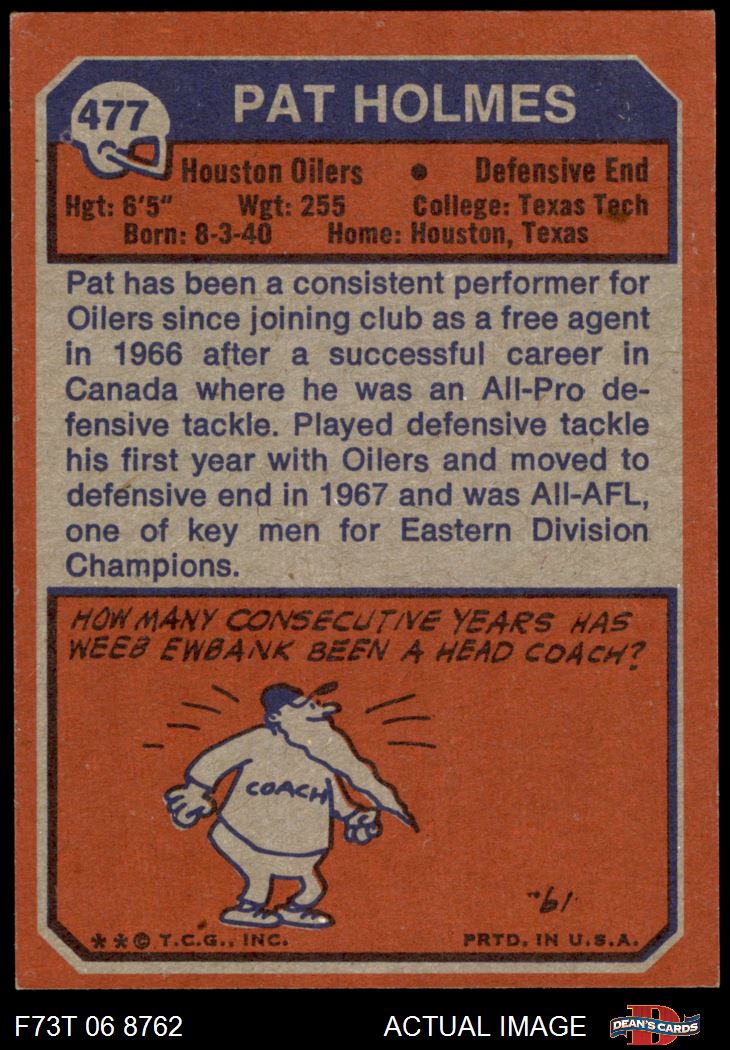 477
PAT HOLMES
Houston Oilers • Defensive End
Hgt: 6'5" Wgt: 255 College: Texas Tech
Born: 8-3-40 Home: Houston, Texas
Pat has been a consistent performer for
Oilers since joining club as a free agent
in 1966 after a successful career in
Canada where he was an All-Pro de-
fensive tackle. Played defensive tackle
his first year with Oilers and moved to
defensive end in 1967 and was All-AFL,
one of key men for Eastern Division
Champions.
HOW MANY CONSECUTIVE YEARS HAS
WEEB EWBANK BEEN A HEAD COACH?
COACH
"19."
**© T.C.G., INC. PRTD. IN U.S.A.
F73T 06 8762 ACTUAL IMAGE
DEAN'S CARDS